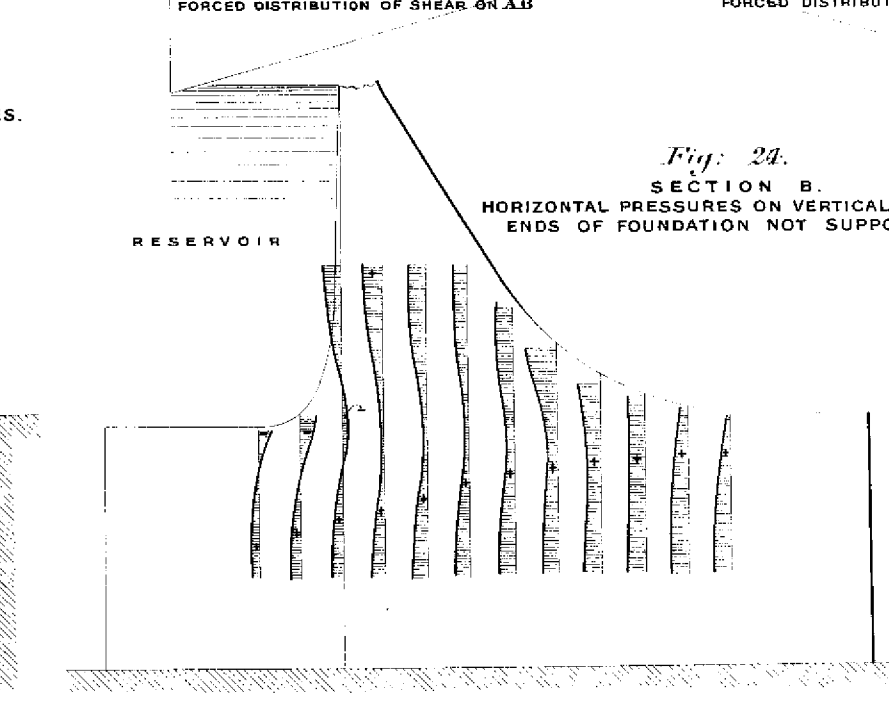 FORCED DISTRIBUTION OF SHEAR ON AB
FORCED DISTRIBUT
S.
Fig: 24.
SECTION B.
HORIZONTAL PRESSURES ON VERTICAL
ENDS OF FOUNDATION NOT SUPPO
RESERVOIR